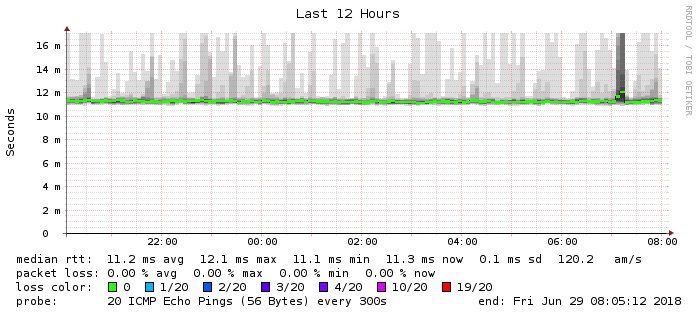 Last 12 Hours
RRDTOOL / TOBI OETIKER
Seconds
16 m
14 m
12 m
10 m
8 m
6 m
4 m
2 m
0
22:00 00:00 02:00 04:00 06:00 08:00
median rtt: 11.2 ms avg 12.1 ms max 11.1 ms min 11.3 ms now 0.1 ms sd 120.2 am/s
packet loss: 0.00 % avg 0.00 % max 0.00 % min 0.00 % now
loss color: 0 1/20 2/20 3/20 4/20 10/20 19/20
probe: 20 ICMP Echo Pings (56 Bytes) every 300s end: Fri Jun 29 08:05:12 2018